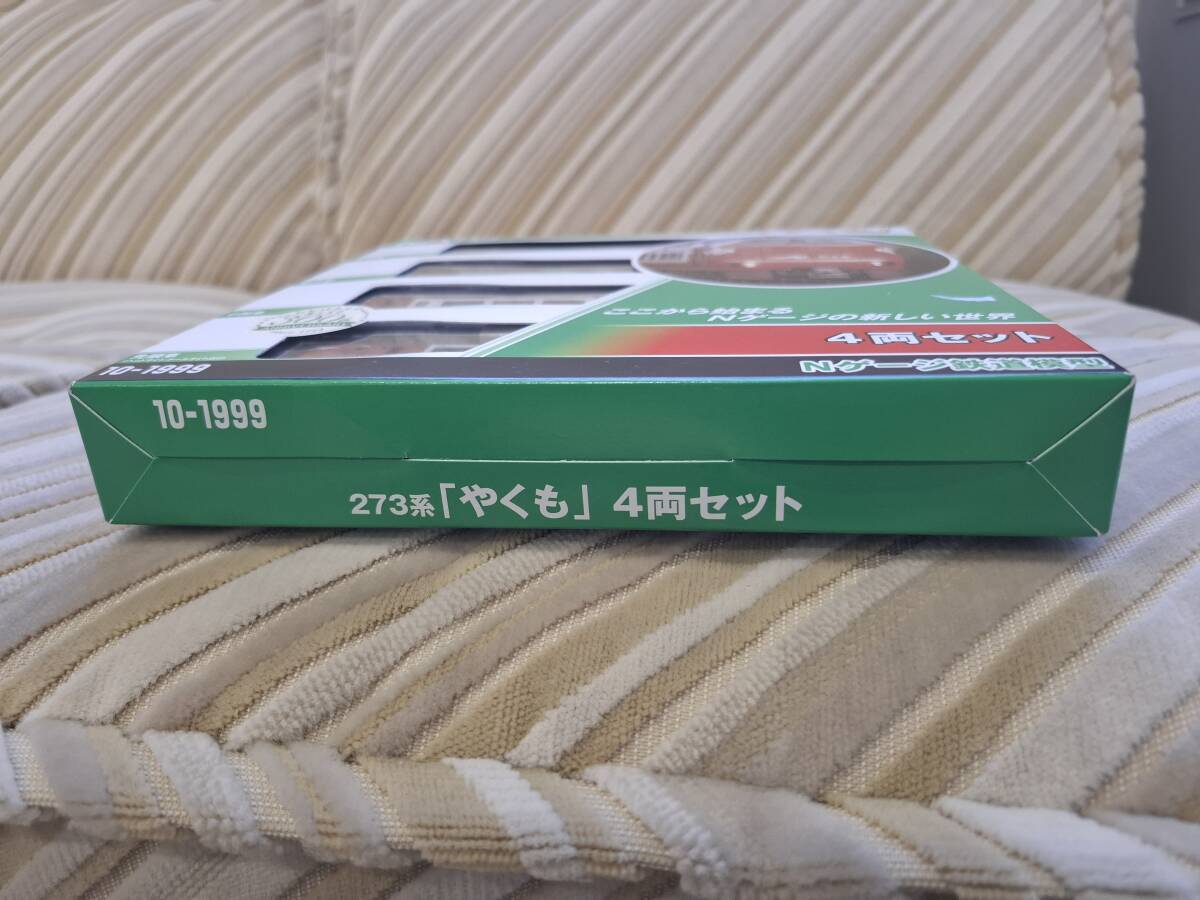 ANNIVERSARY
ここから始まる
Nゲージの新しい世界
4両セット
10-1999
Nゲージ鉄道模型
10-1999
273系「やくも」4両セット